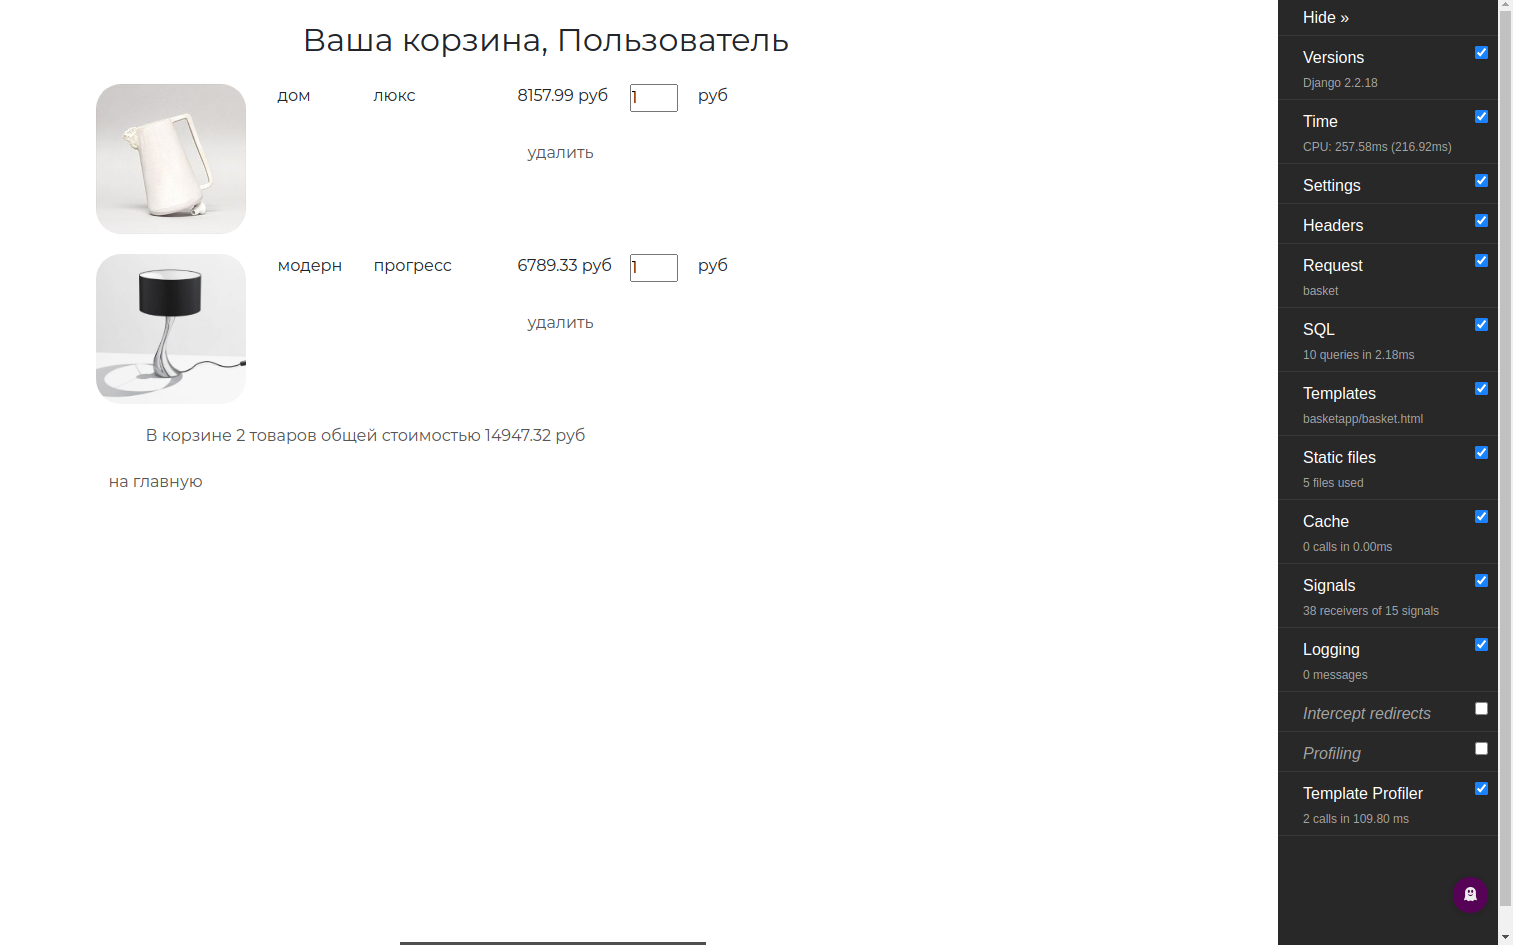 Ваша корзина, Пользователь
дом люкс 8157.99 руб 1 руб
удалить
модерн прогресс 6789.33 руб 1 руб
удалить
В корзине 2 товаров общей стоимостью 14947.32 руб
на главную
Hide »
Versions
Django 2.2.18
Time
CPU: 257.58ms (216.92ms)
Settings
Headers
Request
basket
SQL
10 queries in 2.18ms
Templates
basketapp/basket.html
Static files
5 files used
Cache
0 calls in 0.00ms
Signals
38 receivers of 15 signals
Logging
0 messages
Intercept redirects
Profiling
Template Profiler
2 calls in 109.80 ms